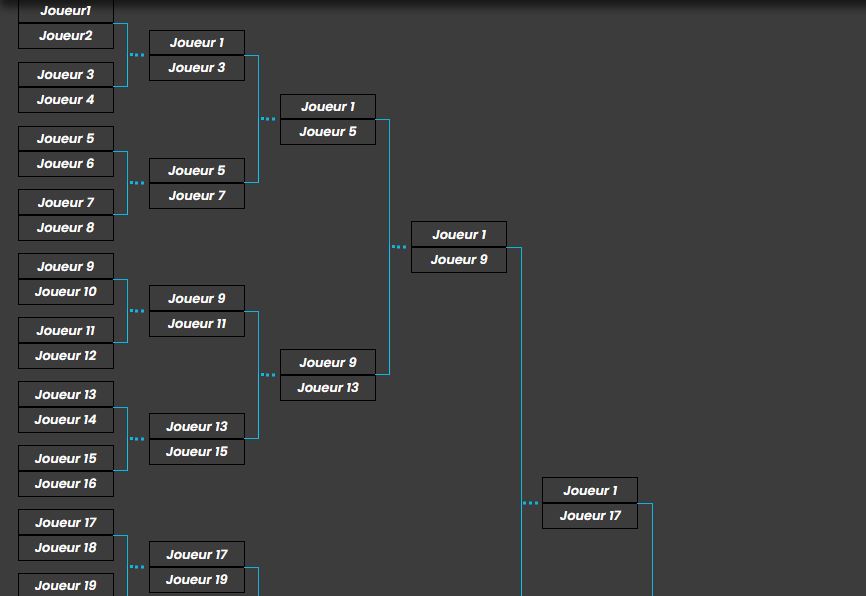 Joueur1
Joueur2
Joueur 3
Joueur 4
Joueur 5
Joueur 6
Joueur 7
Joueur 8
Joueur 9
Joueur 10
Joueur 11
Joueur 12
Joueur 13
Joueur 14
Joueur 15
Joueur 16
Joueur 17
Joueur 18
Joueur 19
Joueur 1
Joueur 3
Joueur 5
Joueur 7
Joueur 9
Joueur 11
Joueur 13
Joueur 15
Joueur 17
Joueur 19
Joueur 1
Joueur 5
Joueur 9
Joueur 13
Joueur 1
Joueur 9
Joueur 1
Joueur 17